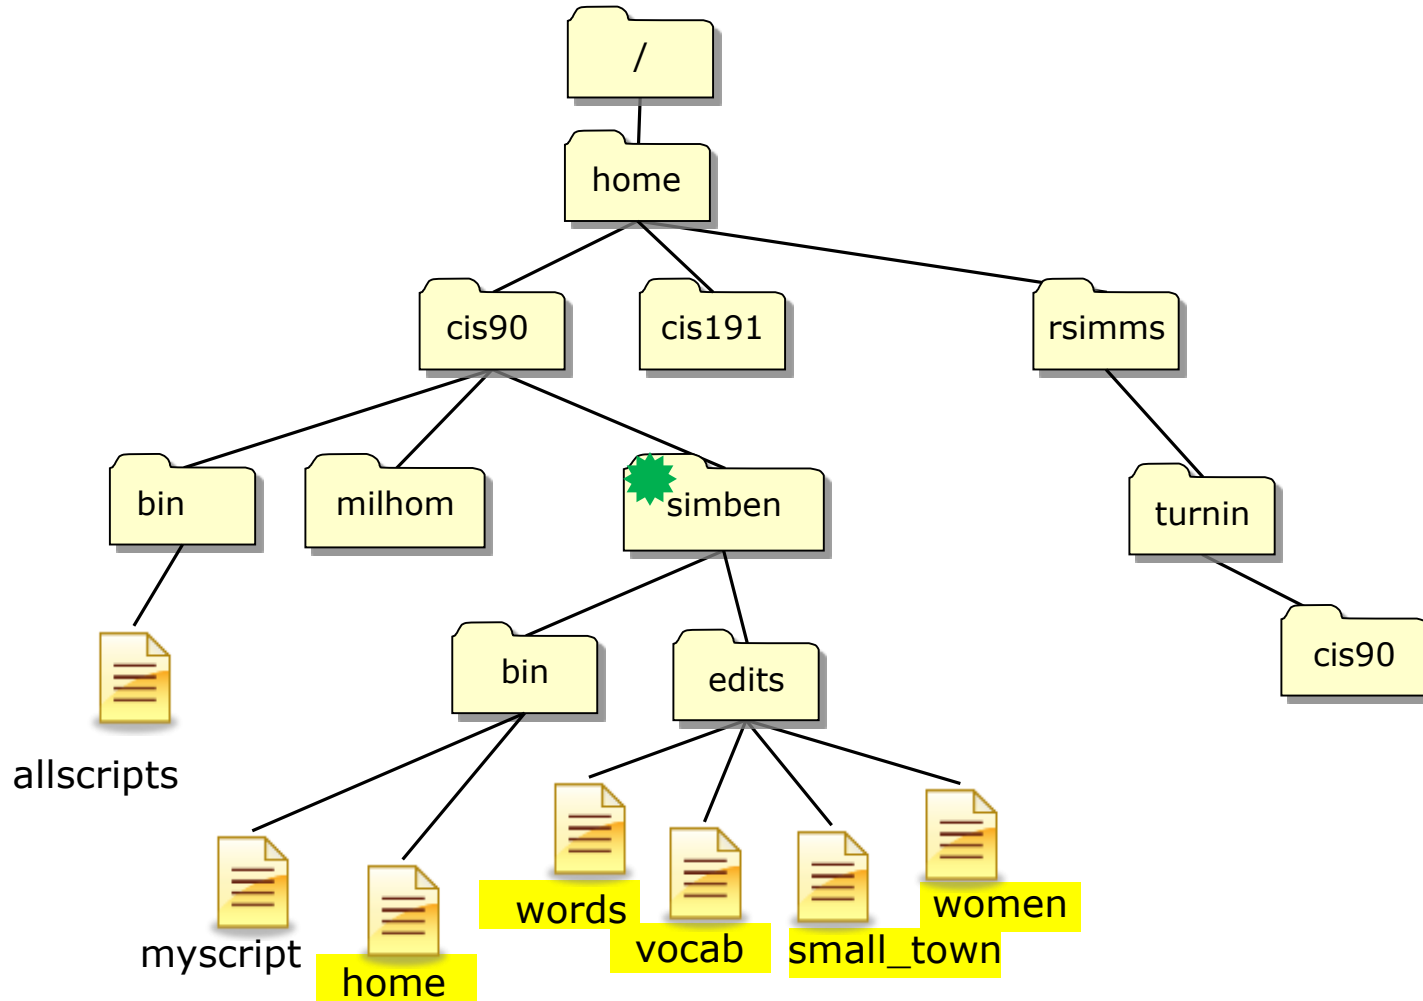 /
home
cis90
cis191
rsimms
bin
milhom
simben
turnin
bin
edits
cis90
allscripts
myscript
home
words
vocab
small_town
women